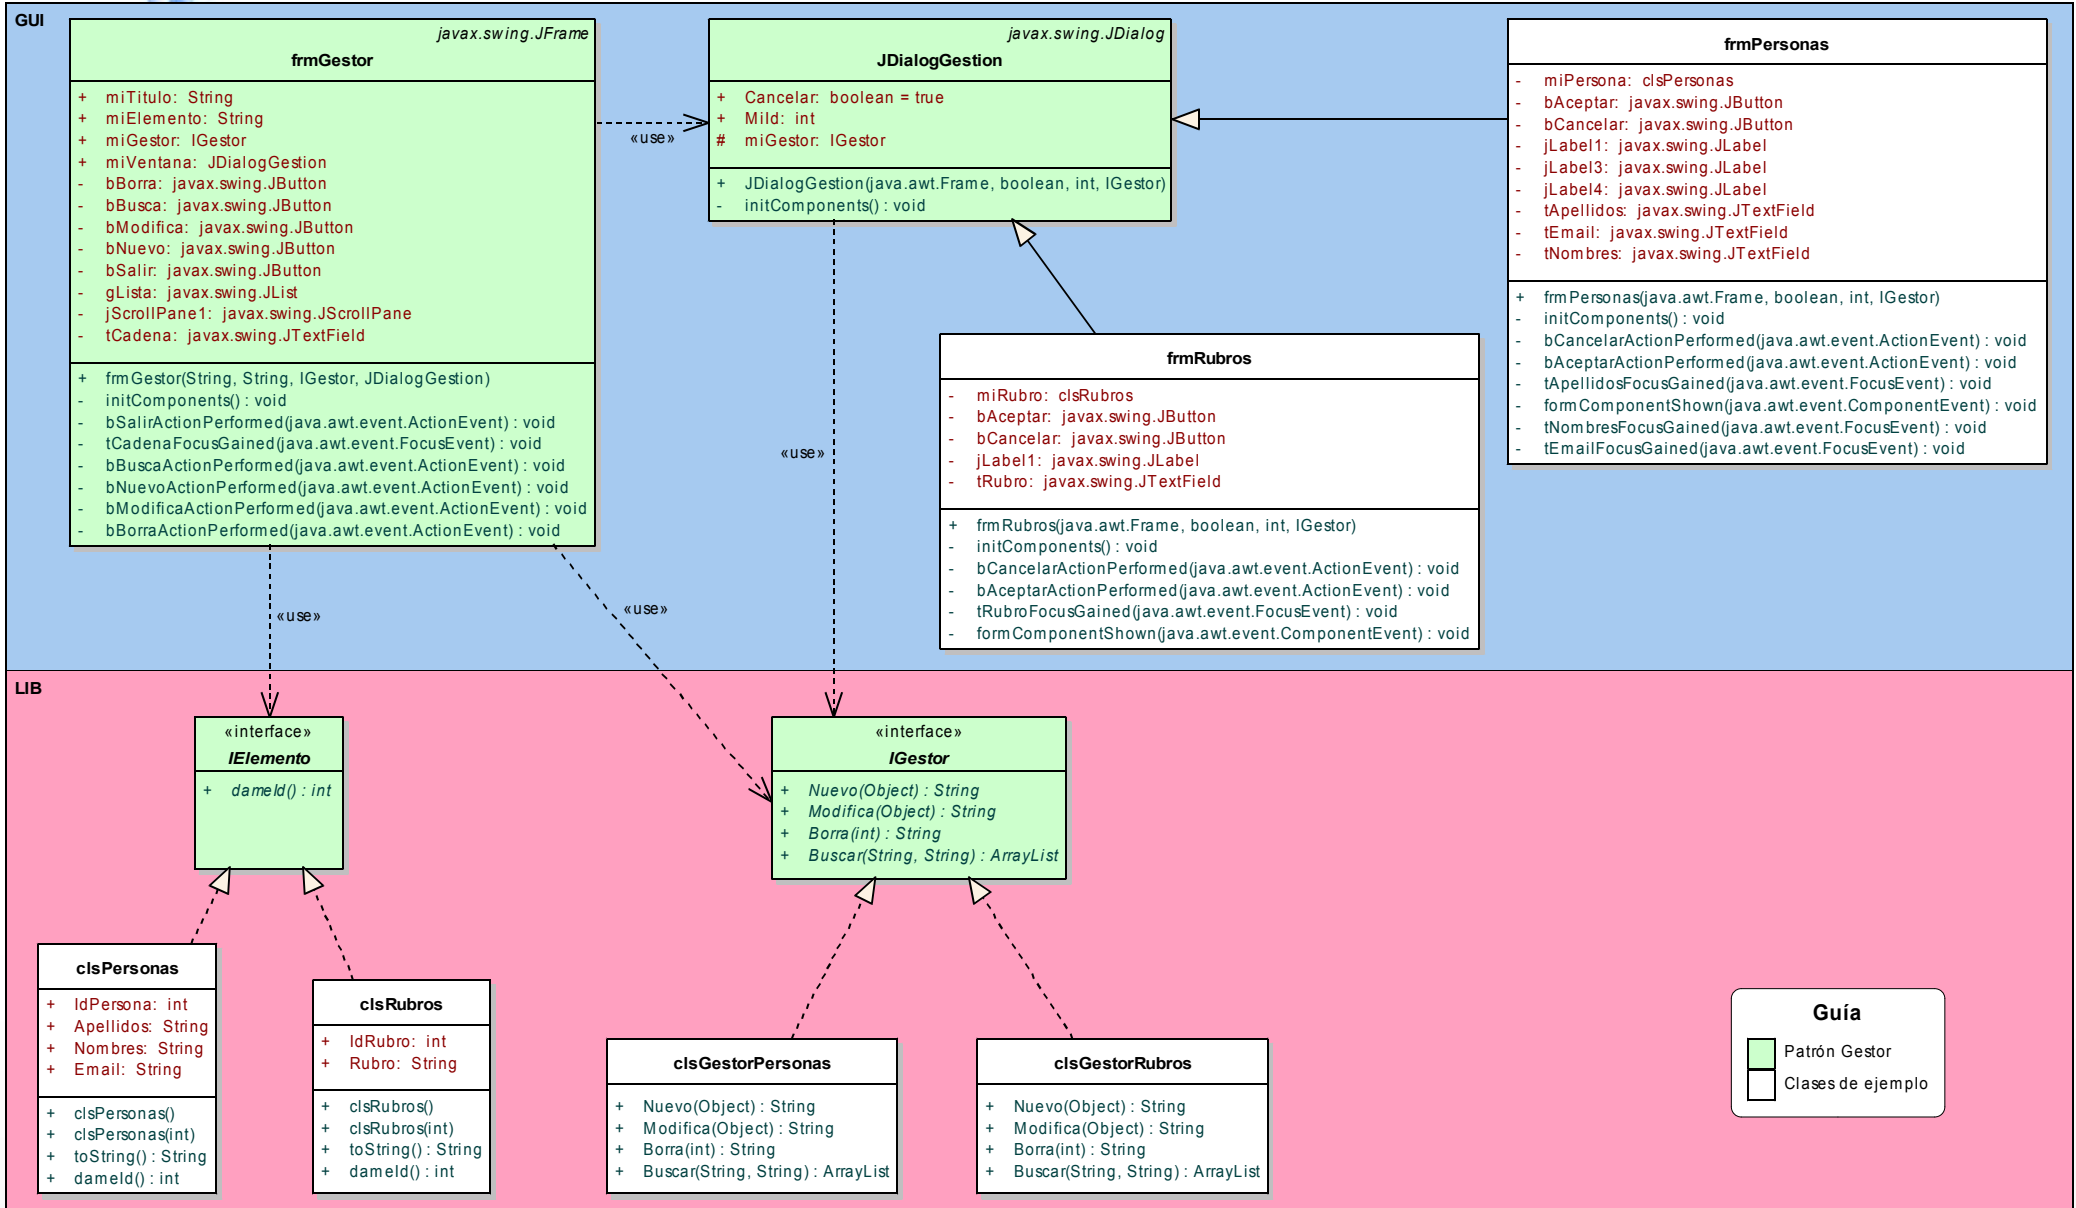 GUI
javax.swing.JFrame
frmGestor
+ miTitulo: String
+ miElemento: String
+ miGestor: IGestor
+ miVentana: JDialogGestion
- bBorra: javax.swing.JButton
- bBusca: javax.swing.JButton
- bModifica: javax.swing.JButton
- bNuevo: javax.swing.JButton
- bSalir: javax.swing.JButton
- gLista: javax.swing.JList
- jScrollPane1: javax.swing.JScrollPane
- tCadena: javax.swing.JTextField
+ frmGestor(String, String, IGestor, JDialogGestion)
- initComponents() : void
- bSalirActionPerformed(java.awt.event.ActionEvent) : void
- tCadenaFocusGained(java.awt.event.FocusEvent) : void
- bBuscaActionPerformed(java.awt.event.ActionEvent) : void
- bNuevoActionPerformed(java.awt.event.ActionEvent) : void
- bModificaActionPerformed(java.awt.event.ActionEvent) : void
- bBorraActionPerformed(java.awt.event.ActionEvent) : void
«use»
javax.swing.JDialog
JDialogGestion
+ Cancelar: boolean = true
+ MiId: int
# miGestor: IGestor
+ JDialogGestion(java.awt.Frame, boolean, int, IGestor)
- initComponents() : void
frmPersonas
- miPersona: clsPersonas
- bAceptar: javax.swing.JButton
- bCancelar: javax.swing.JButton
- jLabel1: javax.swing.JLabel
- jLabel3: javax.swing.JLabel
- jLabel4: javax.swing.JLabel
- tApellidos: javax.swing.JTextField
- tEmail: javax.swing.JTextField
- tNombres: javax.swing.JTextField
+ frmPersonas(java.awt.Frame, boolean, int, IGestor)
- initComponents() : void
- bCancelarActionPerformed(java.awt.event.ActionEvent) : void
- bAceptarActionPerformed(java.awt.event.ActionEvent) : void
- tApellidosFocusGained(java.awt.event.FocusEvent) : void
- formComponentShown(java.awt.event.ComponentEvent) : void
- tNombresFocusGained(java.awt.event.FocusEvent) : void
- tEmailFocusGained(java.awt.event.FocusEvent) : void
frmRubros
- miRubro: clsRubros
- bAceptar: javax.swing.JButton
- bCancelar: javax.swing.JButton
- jLabel1: javax.swing.JLabel
- tRubro: javax.swing.JTextField
+ frmRubros(java.awt.Frame, boolean, int, IGestor)
- initComponents() : void
- bCancelarActionPerformed(java.awt.event.ActionEvent) : void
- bAceptarActionPerformed(java.awt.event.ActionEvent) : void
- tRubroFocusGained(java.awt.event.FocusEvent) : void
- formComponentShown(java.awt.event.ComponentEvent) : void
«use»
«use»
«use»
LIB
«interface»
IElemento
+ dameId() : int
«interface»
IGestor
+ Nuevo(Object) : String
+ Modifica(Object) : String
+ Borra(int) : String
+ Buscar(String, String) : ArrayList
clsPersonas
+ IdPersona: int
+ Apellidos: String
+ Nombres: String
+ Email: String
+ clsPersonas()
+ clsPersonas(int)
+ toString() : String
+ dameId() : int
clsRubros
+ IdRubro: int
+ Rubro: String
+ clsRubros()
+ clsRubros(int)
+ toString() : String
+ dameId() : int
clsGestorPersonas
+ Nuevo(Object) : String
+ Modifica(Object) : String
+ Borra(int) : String
+ Buscar(String, String) : ArrayList
clsGestorRubros
+ Nuevo(Object) : String
+ Modifica(Object) : String
+ Borra(int) : String
+ Buscar(String, String) : ArrayList
Guía
Patrón Gestor
Clases de ejemplo